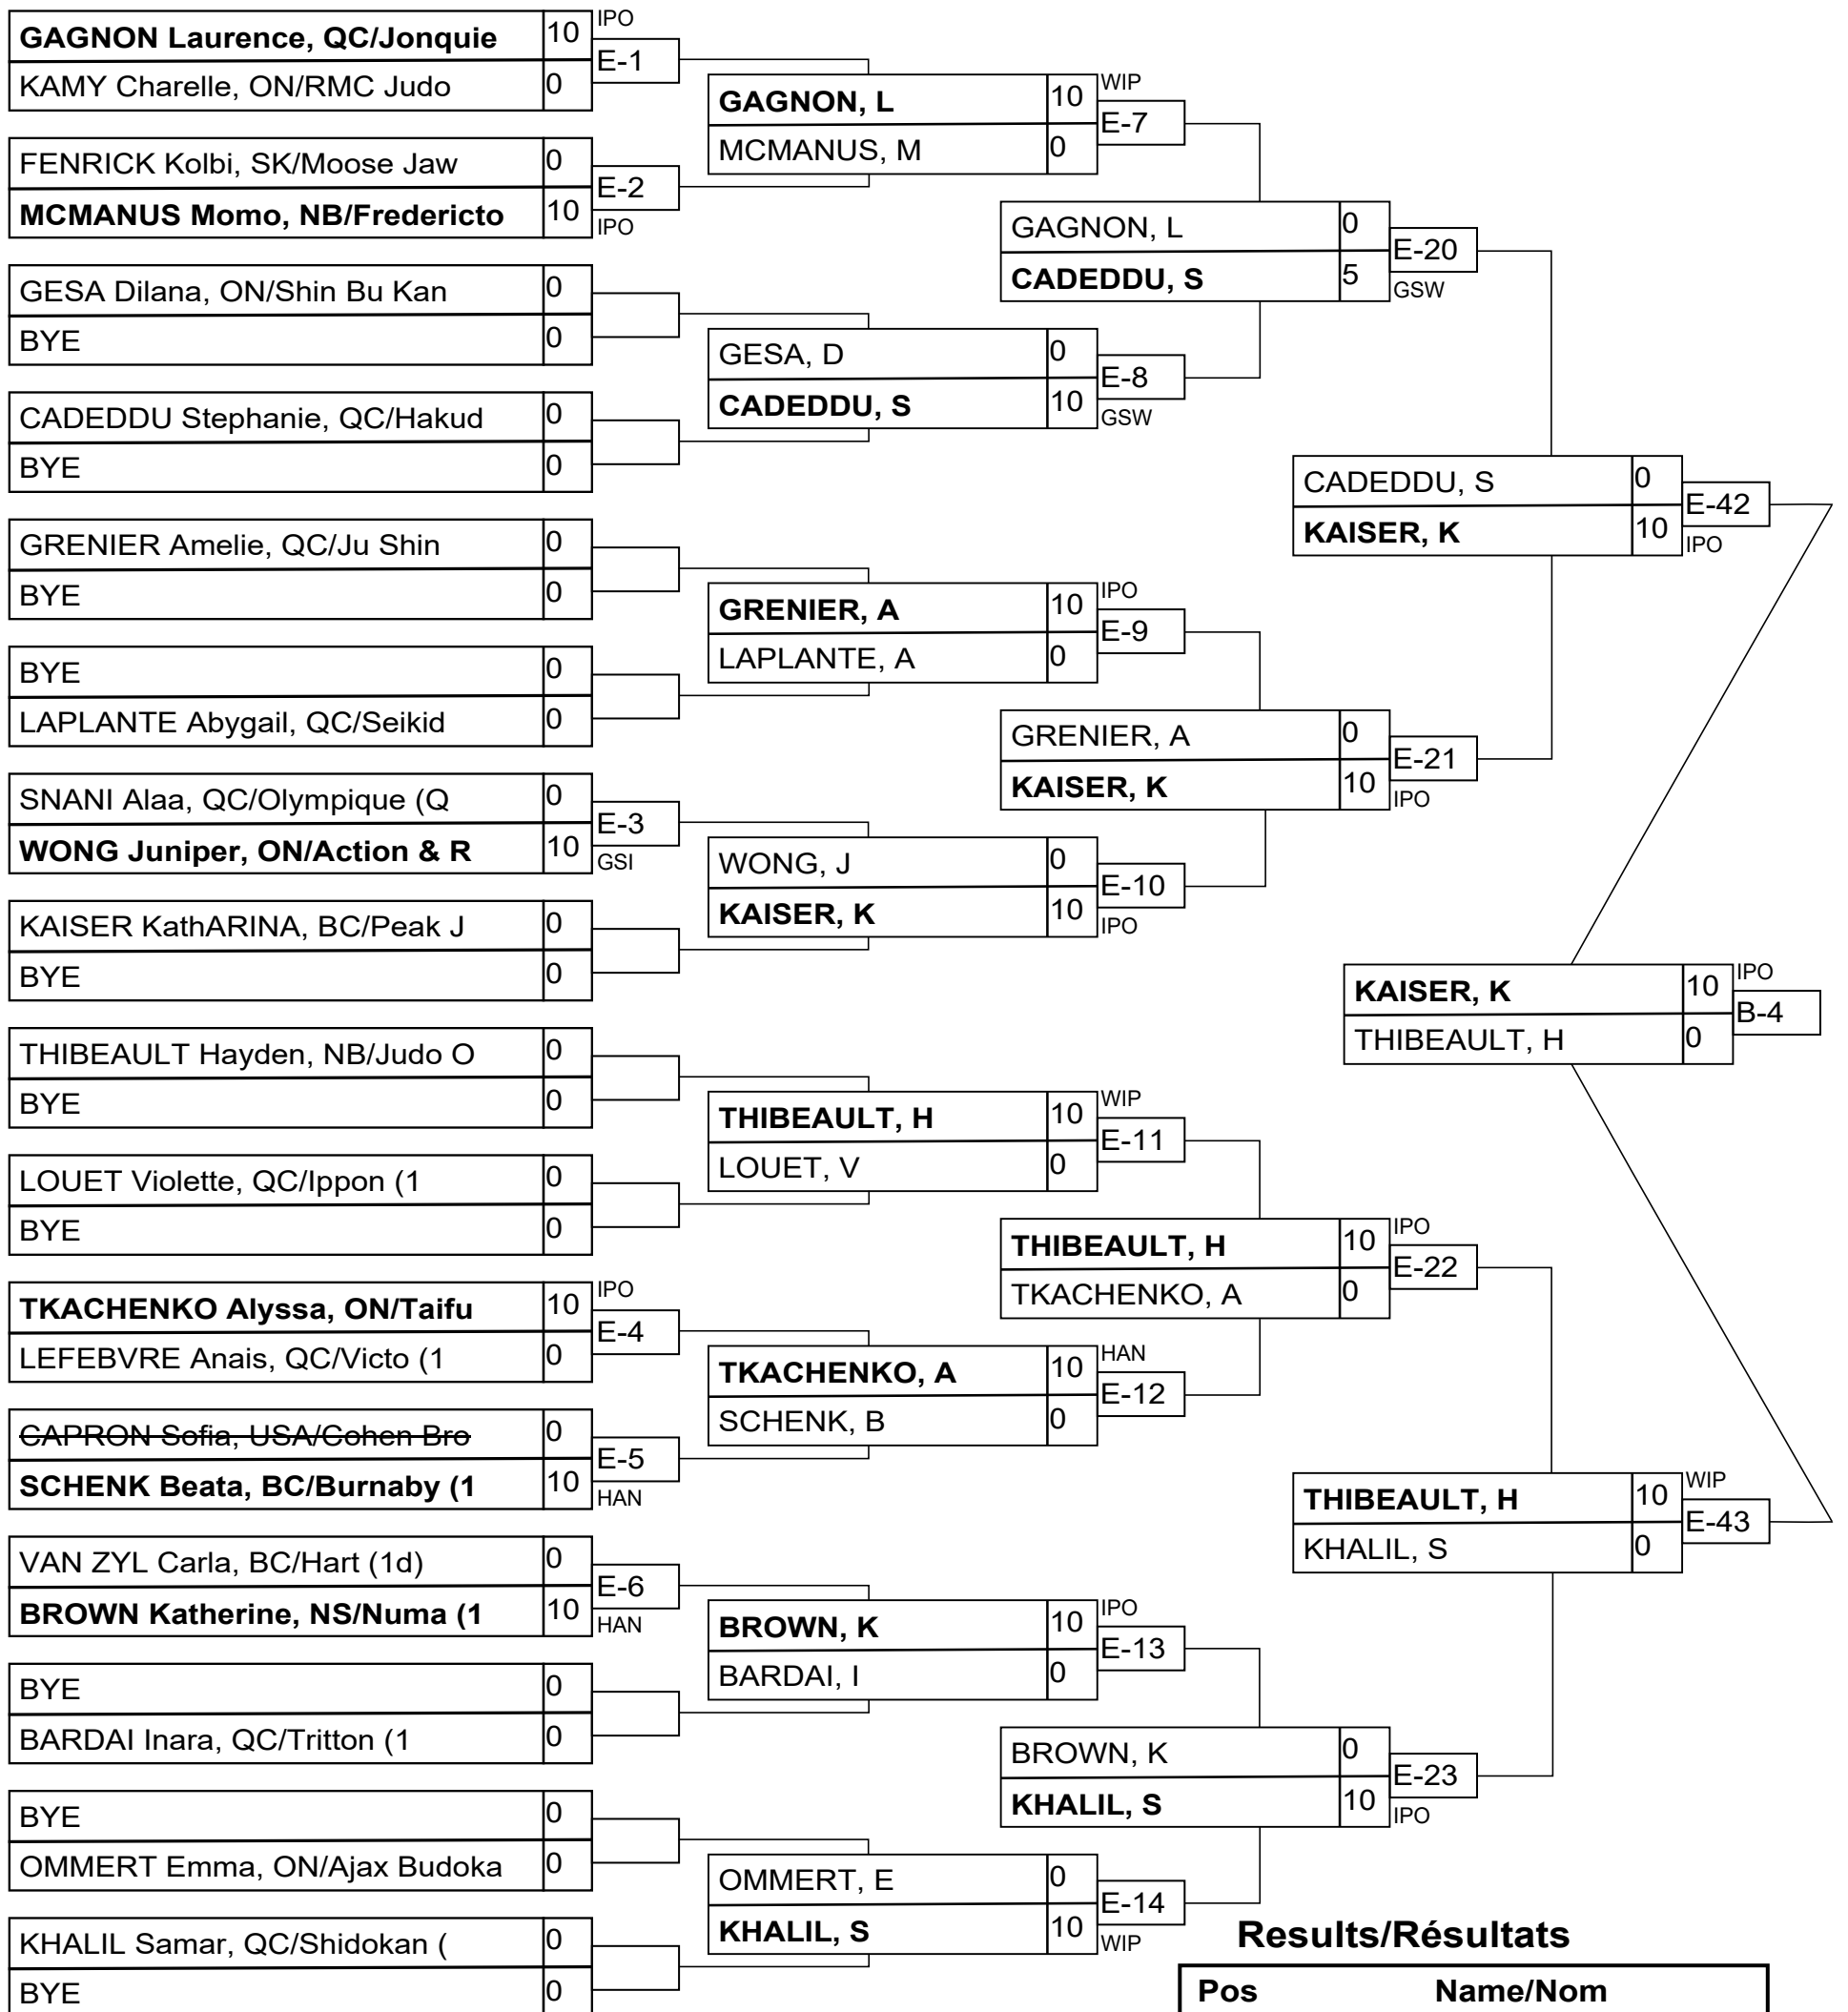 GAGNON Laurence, QC/Jonquie 10 IPO
E-1
KAMY Charelle, ON/RMC Judo 0
FENRICK Kolbi, SK/Moose Jaw 0
E-2
MCMANUS Momo, NB/Fredericto 10 IPO
GESA Dilana, ON/Shin Bu Kan 0
BYE 0
CADEDDU Stephanie, QC/Hakud 0
BYE 0
GRENIER Amelie, QC/Ju Shin 0
BYE 0
BYE 0
LAPLANTE Abygail, QC/Seikid 0
SNANI Alaa, QC/Olympique (Q 0
E-3
WONG Juniper, ON/Action & R 10 GSI
KAISER KathARINA, BC/Peak J 0
BYE 0
THIBEAULT Hayden, NB/Judo O 0
BYE 0
LOUET Violette, QC/Ippon (1 0
BYE 0
TKACHENKO Alyssa, ON/Taifu 10 IPO
E-4
LEFEBVRE Anais, QC/Victo (1 0
CAPRON Sofia, USA/Cohen Bro 0
E-5
SCHENK Beata, BC/Burnaby (1 10 HAN
VAN ZYL Carla, BC/Hart (1d) 0
E-6
BROWN Katherine, NS/Numa (1 10 HAN
BYE 0
BARDAI Inara, QC/Tritton (1 0
BYE 0
OMMERT Emma, ON/Ajax Budoka 0
KHALIL Samar, QC/Shidokan ( 0
BYE 0
GAGNON, L 10 WIP
E-7
MCMANUS, M 0
GESA, D 0
E-8
CADEDDU, S 10 GSW
GRENIER, A 10 IPO
E-9
LAPLANTE, A 0
WONG, J 0
E-10
KAISER, K 10 IPO
THIBEAULT, H 10 WIP
E-11
LOUET, V 0
TKACHENKO, A 10 HAN
E-12
SCHENK, B 0
BROWN, K 10 IPO
E-13
BARDAI, I 0
OMMERT, E 0
E-14
KHALIL, S 10 WIP
GAGNON, L 0
E-20
CADEDDU, S 5 GSW
GRENIER, A 0
E-21
KAISER, K 10 IPO
THIBEAULT, H 10 IPO
E-22
TKACHENKO, A 0
BROWN, K 0
E-23
KHALIL, S 10 IPO
CADEDDU, S 0
E-42
KAISER, K 10 IPO
THIBEAULT, H 10 WIP
E-43
KHALIL, S 0
KAISER, K 10 IPO
B-4
THIBEAULT, H 0
Results/Résultats
Pos Name/Nom